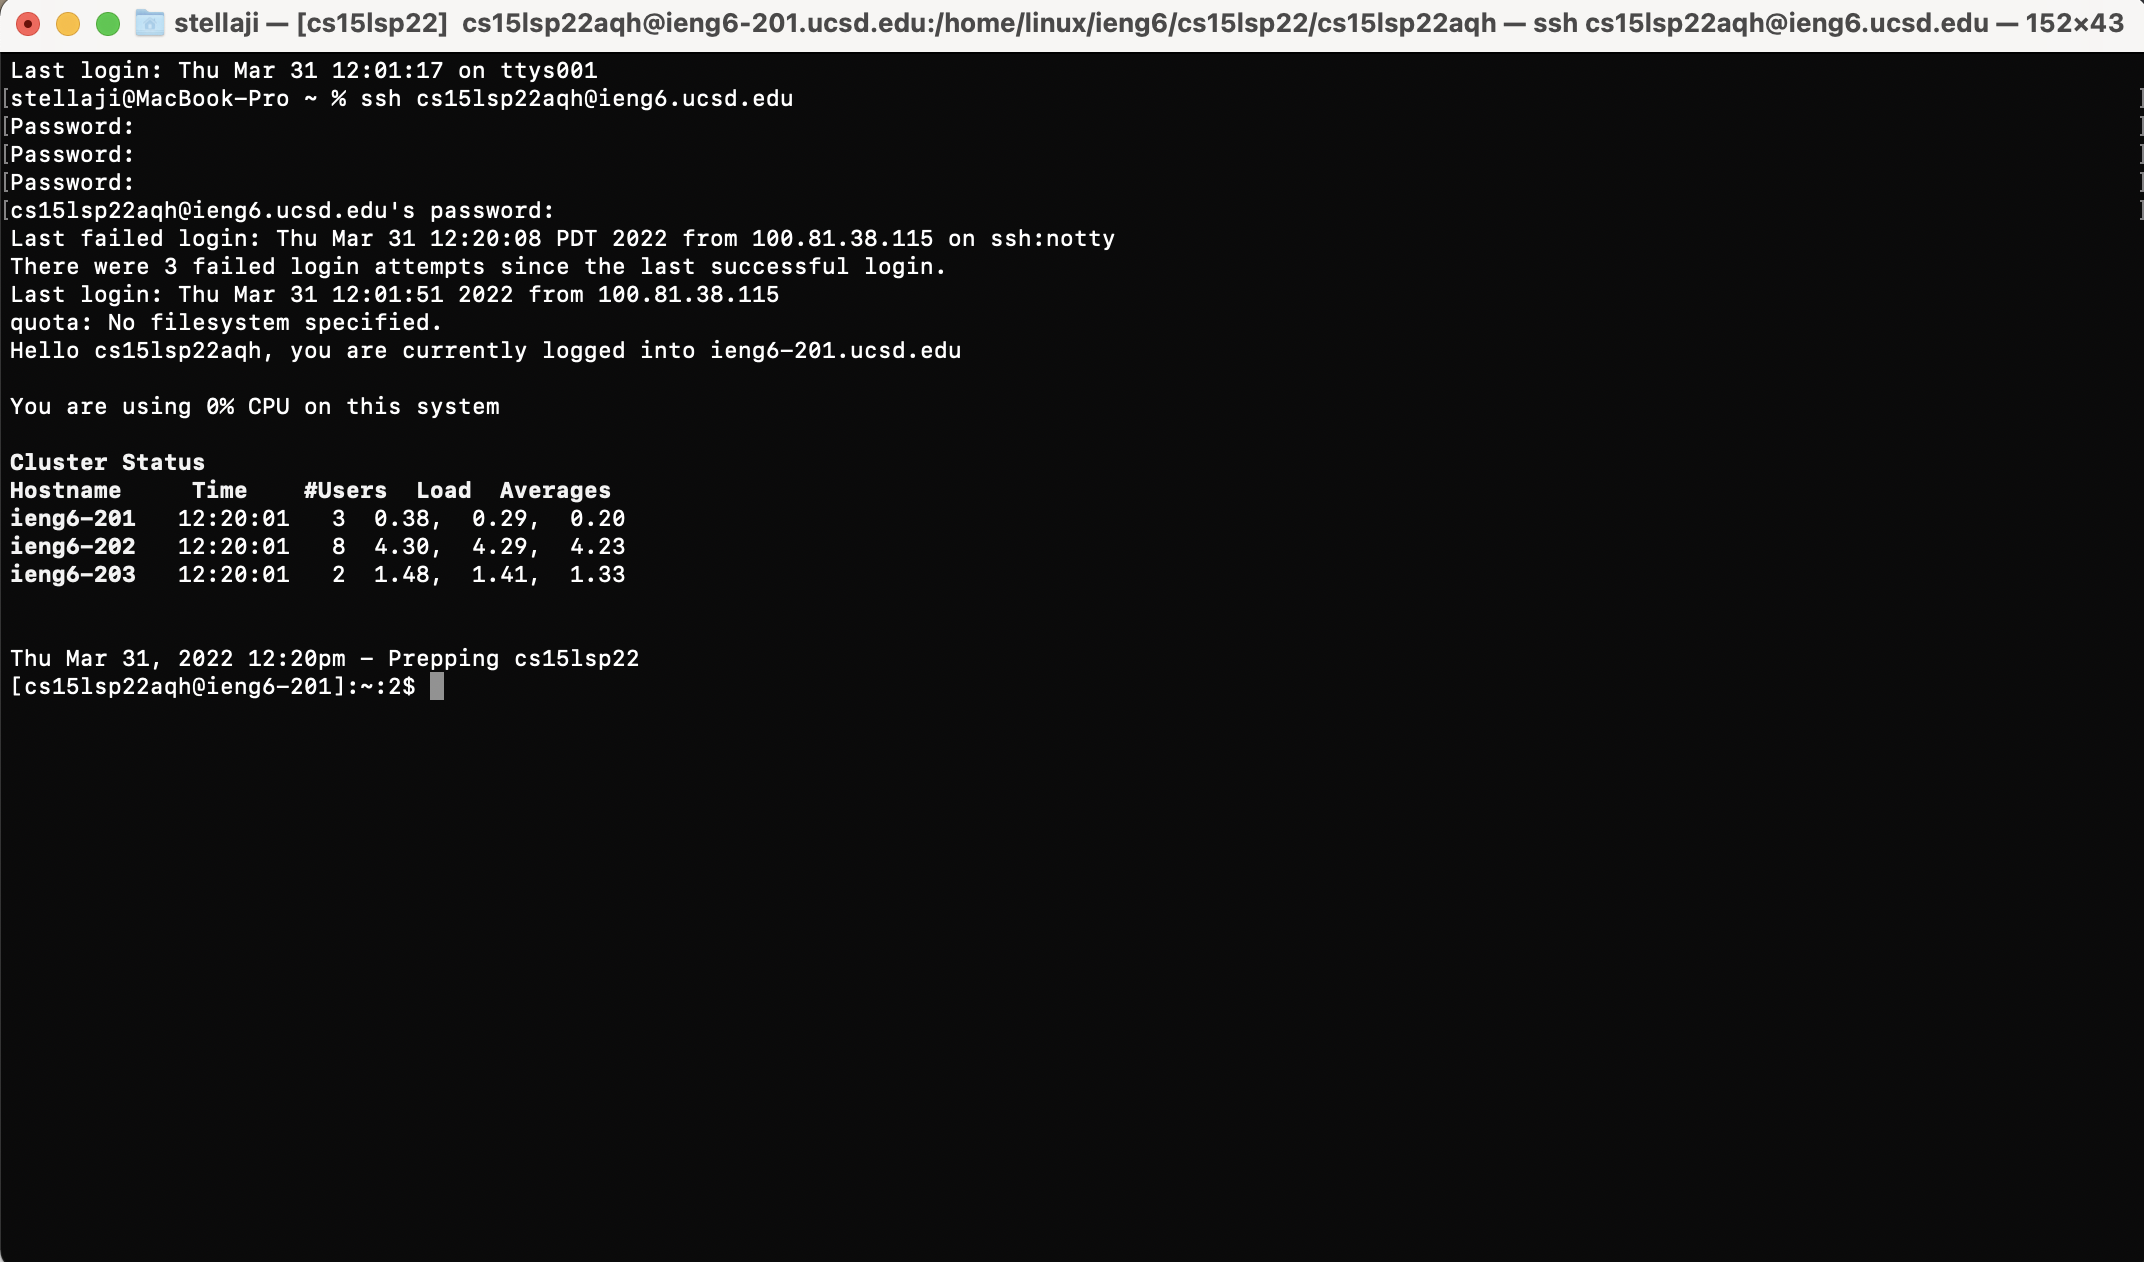 stellaji — [cs15lsp22] cs15lsp22aqh@ieng6-201.ucsd.edu:/home/linux/ieng6/cs15lsp22/cs15lsp22aqh — ssh cs15lsp22aqh@ieng6.ucsd.edu — 152×43
Last login: Thu Mar 31 12:01:17 on ttys001
[stellaji@MacBook-Pro ~ % ssh cs15lsp22aqh@ieng6.ucsd.edu ]
[Password: ]
[Password: ]
[Password: ]
[cs15lsp22aqh@ieng6.ucsd.edu's password: ]
Last failed login: Thu Mar 31 12:20:08 PDT 2022 from 100.81.38.115 on ssh:notty
There were 3 failed login attempts since the last successful login.
Last login: Thu Mar 31 12:01:51 2022 from 100.81.38.115
quota: No filesystem specified.
Hello cs15lsp22aqh, you are currently logged into ieng6-201.ucsd.edu
You are using 0% CPU on this system
Cluster Status
Hostname     Time    #Users  Load  Averages
ieng6-201   12:20:01   3  0.38,  0.29,  0.20
ieng6-202   12:20:01   8  4.30,  4.29,  4.23
ieng6-203   12:20:01   2  1.48,  1.41,  1.33
Thu Mar 31, 2022 12:20pm - Prepping cs15lsp22
[cs15lsp22aqh@ieng6-201]:~:2$